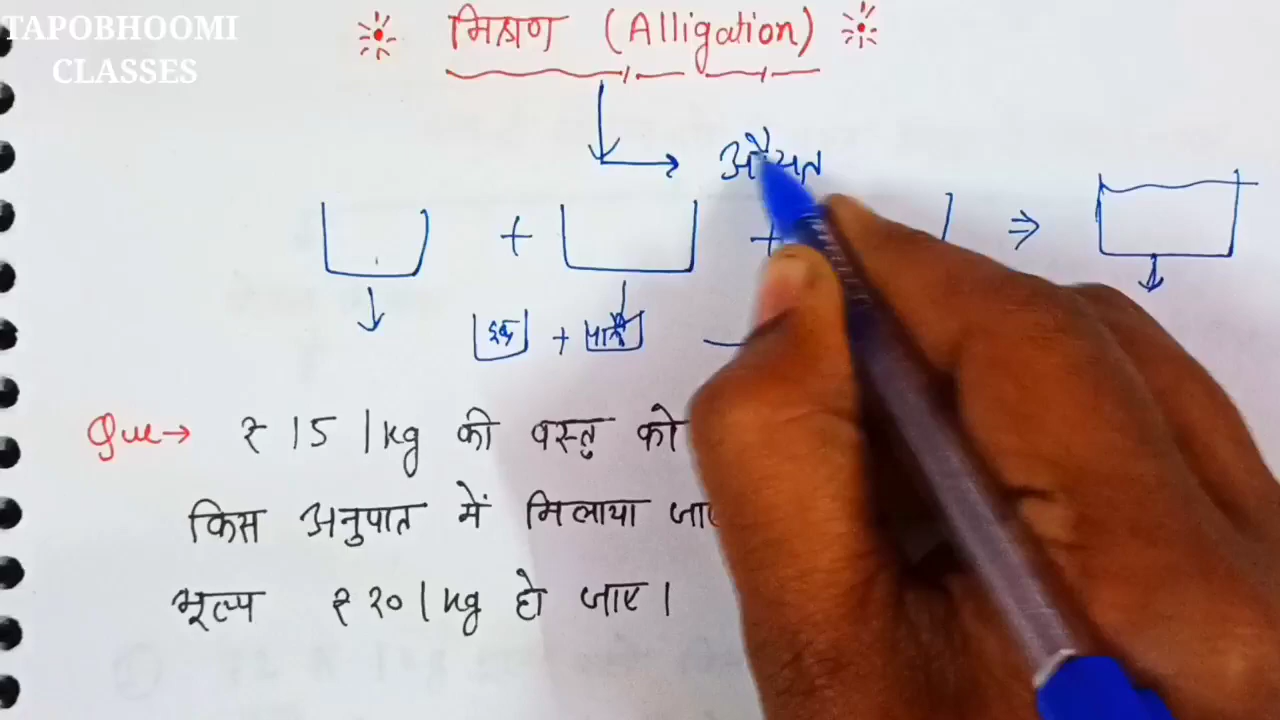 TAPOBHOOMI
CLASSES
मिश्रण (Alligation)
औसत
+ + ⇒
+
Que → ₹ 15 / kg की वस्तु को
किस अनुपात में मिलाया जाए
मूल्य ₹ 20 / kg हो जाए।